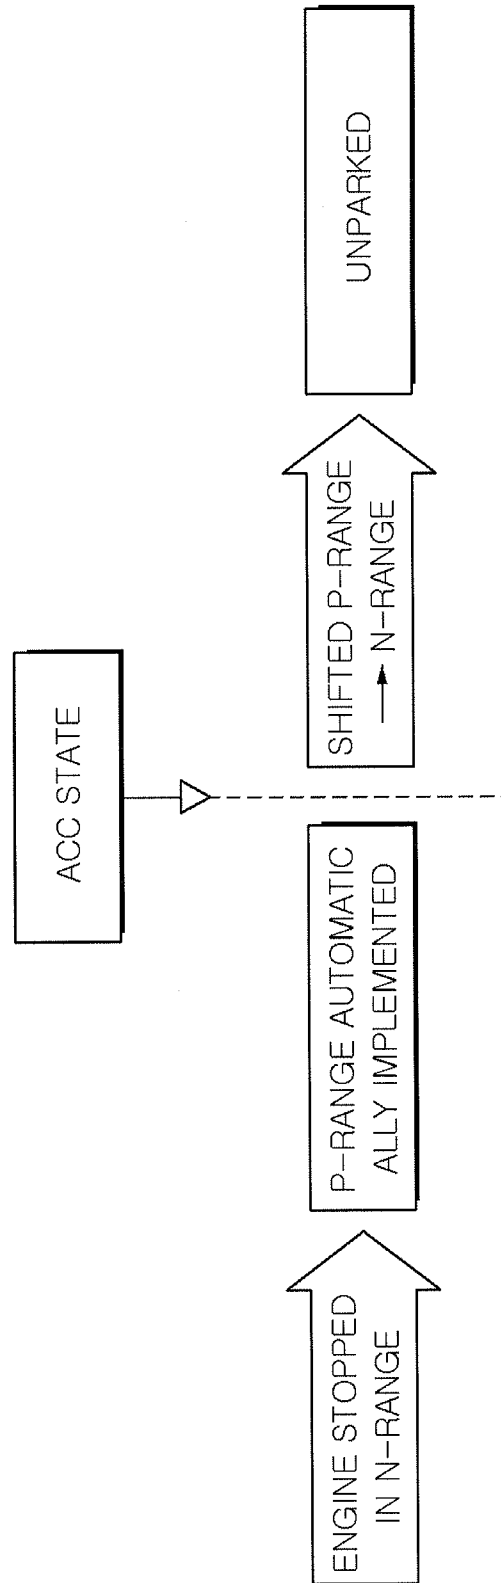 ACC STATE
ENGINE STOPPED
IN N-RANGE
P-RANGE AUTOMATIC
ALLY IMPLEMENTED
SHIFTED P-RANGE
→ N-RANGE
UNPARKED